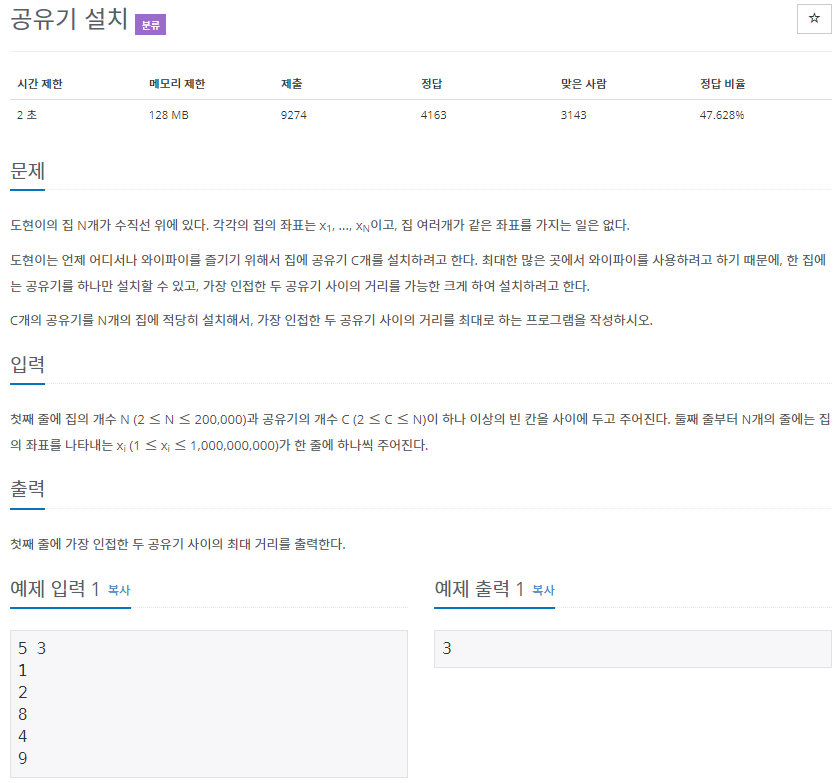 공유기 설치 분류
☆
시간 제한 메모리 제한 제출 정답 맞은 사람 정답 비율
2 초 128 MB 9274 4163 3143 47.628%
문제
도현이의 집 N개가 수직선 위에 있다. 각각의 집의 좌표는 x1, ..., xN이고, 집 여러개가 같은 좌표를 가지는 일은 없다.
도현이는 언제 어디서나 와이파이를 즐기기 위해서 집에 공유기 C개를 설치하려고 한다. 최대한 많은 곳에서 와이파이를 사용하려고 하기 때문에, 한 집에
는 공유기를 하나만 설치할 수 있고, 가장 인접한 두 공유기 사이의 거리를 가능한 크게 하여 설치하려고 한다.
C개의 공유기를 N개의 집에 적당히 설치해서, 가장 인접한 두 공유기 사이의 거리를 최대로 하는 프로그램을 작성하시오.
입력
첫째 줄에 집의 개수 N (2 ≤ N ≤ 200,000)과 공유기의 개수 C (2 ≤ C ≤ N)이 하나 이상의 빈 칸을 사이에 두고 주어진다. 둘째 줄부터 N개의 줄에는 집
의 좌표를 나타내는 xi (1 ≤ xi ≤ 1,000,000,000)가 한 줄에 하나씩 주어진다.
출력
첫째 줄에 가장 인접한 두 공유기 사이의 최대 거리를 출력한다.
예제 입력 1 복사
5 3
1
2
8
4
9
예제 출력 1 복사
3